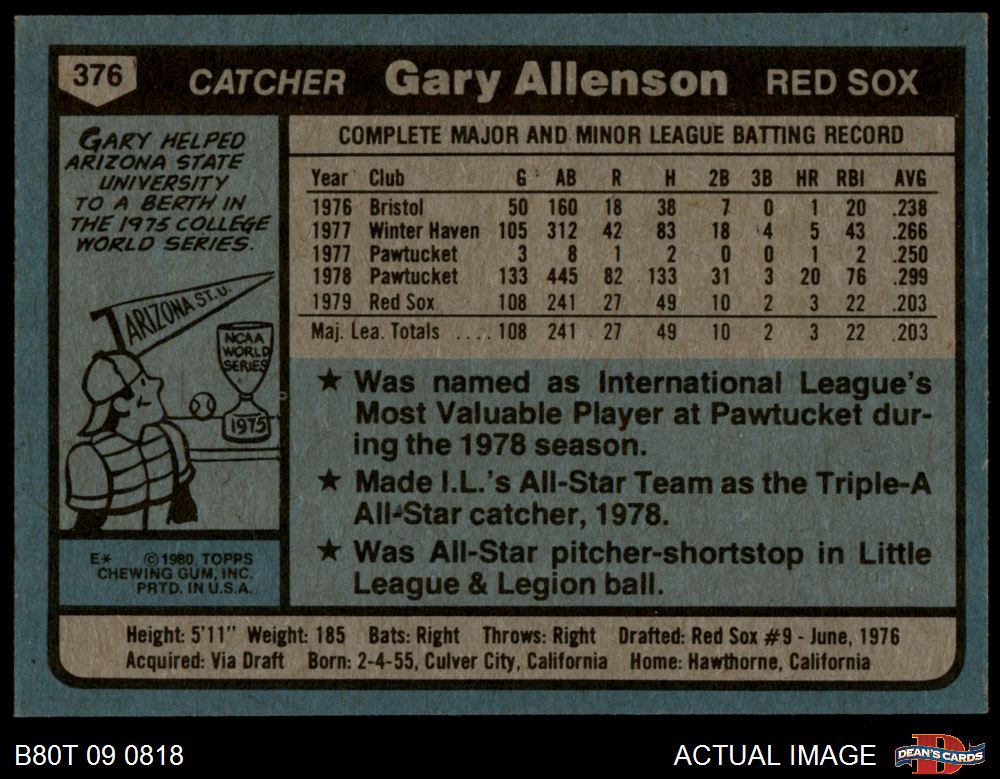 376 CATCHER Gary Allenson RED SOX
GARY HELPED
ARIZONA STATE
UNIVERSITY
TO A BERTH IN
THE 1975 COLLEGE
WORLD SERIES.
ARIZONA ST. U.
NCAA
WORLD
SERIES
1975
E* © 1980 TOPPS
CHEWING GUM, INC.
PRTD. IN U.S.A.
COMPLETE MAJOR AND MINOR LEAGUE BATTING RECORD
Year Club G AB R H 2B 3B HR RBI AVG
1976 Bristol 50 160 18 38 7 0 1 20 .238
1977 Winter Haven 105 312 42 83 18 4 5 43 .266
1977 Pawtucket 3 8 1 2 0 0 1 2 .250
1978 Pawtucket 133 445 82 133 31 3 20 76 .299
1979 Red Sox 108 241 27 49 10 2 3 22 .203
Maj. Lea. Totals .... 108 241 27 49 10 2 3 22 .203
★ Was named as International League's
Most Valuable Player at Pawtucket dur-
ing the 1978 season.
★ Made I.L.'s All-Star Team as the Triple-A
All-Star catcher, 1978.
★ Was All-Star pitcher-shortstop in Little
League & Legion ball.
Height: 5'11" Weight: 185 Bats: Right Throws: Right Drafted: Red Sox #9 - June, 1976
Acquired: Via Draft Born: 2-4-55, Culver City, California Home: Hawthorne, California
B80T 09 0818 ACTUAL IMAGE DEAN'S CARDS